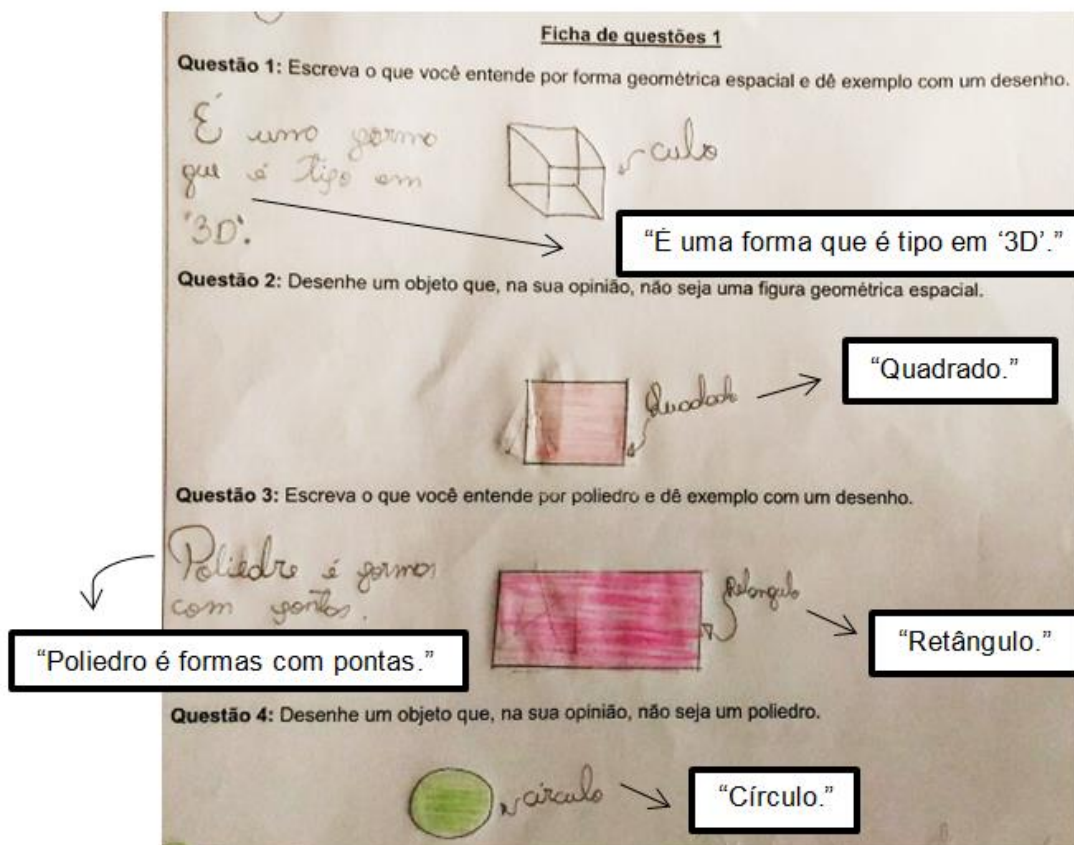 Ficha de questões 1
Questão 1: Escreva o que você entende por forma geométrica espacial e dê exemplo com um desenho.
É uma forma
que é tipo em
"3D".
cubo
“É uma forma que é tipo em ‘3D’.”
Questão 2: Desenhe um objeto que, na sua opinião, não seja uma figura geométrica espacial.
Quadrado
“Quadrado.”
Questão 3: Escreva o que você entende por poliedro e dê exemplo com um desenho.
Poliedro é formas
com pontas.
Retangulo
“Retângulo.”
“Poliedro é formas com pontas.”
Questão 4: Desenhe um objeto que, na sua opinião, não seja um poliedro.
círculo
“Círculo.”